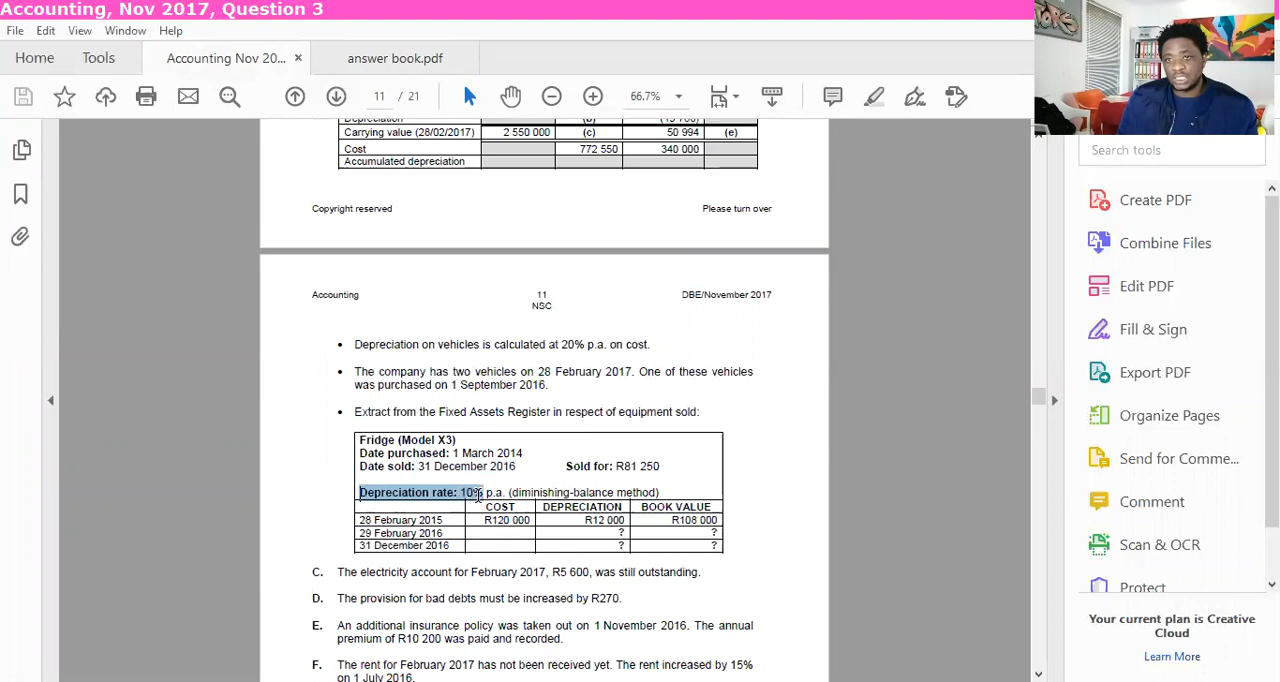 Accounting, Nov 2017, Question 3
File Edit View Window Help
Home Tools Accounting Nov 20... × answer book.pdf
11 / 21 66.7%
Search tools
Depreciation (b)
Carrying value (28/02/2017) 2 550 000 (c) 50 994 (e)
Cost 772 550 340 000
Accumulated depreciation
Copyright reserved Please turn over
Accounting 11 DBE/November 2017
NSC
• Depreciation on vehicles is calculated at 20% p.a. on cost.
• The company has two vehicles on 28 February 2017. One of these vehicles
was purchased on 1 September 2016.
• Extract from the Fixed Assets Register in respect of equipment sold:
Fridge (Model X3)
Date purchased: 1 March 2014
Date sold: 31 December 2016 Sold for: R81 250
Depreciation rate: 10% p.a. (diminishing-balance method)
COST DEPRECIATION BOOK VALUE
28 February 2015 R120 000 R12 000 R108 000
29 February 2016 ? ?
31 December 2016 ? ?
C. The electricity account for February 2017, R5 600, was still outstanding.
D. The provision for bad debts must be increased by R270.
E. An additional insurance policy was taken out on 1 November 2016. The annual
premium of R10 200 was paid and recorded.
F. The rent for February 2017 has not been received yet. The rent increased by 15%
on 1 July 2016.
Create PDF
Combine Files
Edit PDF
Fill & Sign
Export PDF
Organize Pages
Send for Comme...
Comment
Scan & OCR
Protect
Your current plan is Creative
Cloud
Learn More